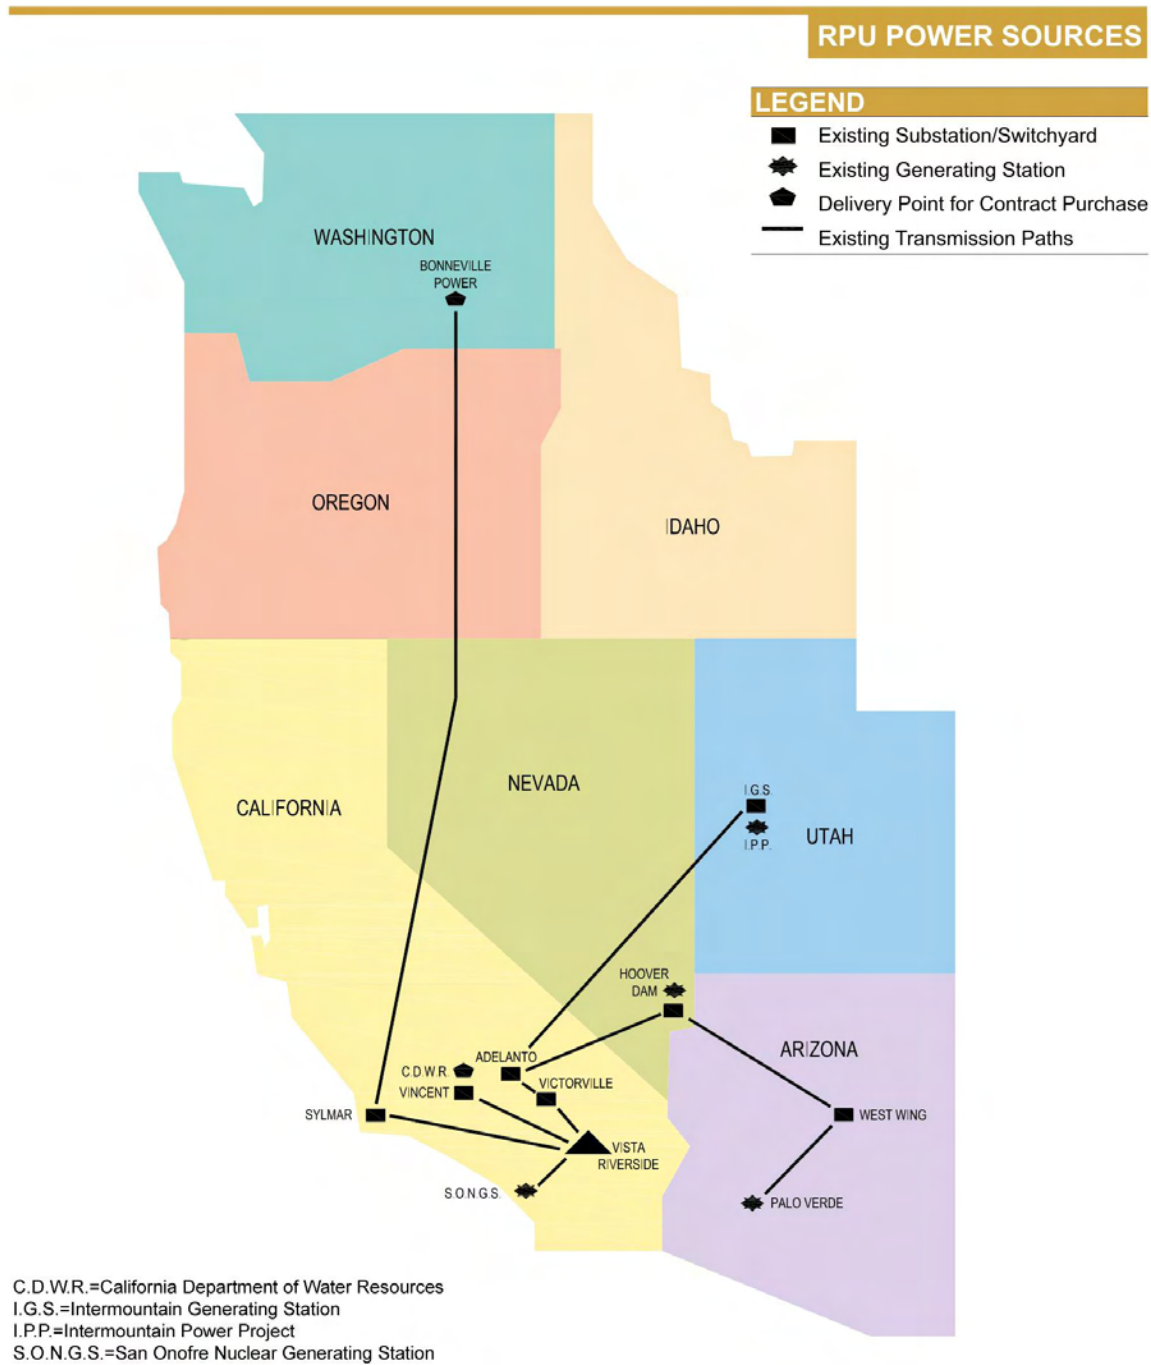 RPU POWER SOURCES
LEGEND
Existing Substation/Switchyard
Existing Generating Station
Delivery Point for Contract Purchase
Existing Transmission Paths
WASHINGTON
BONNEVILLE
POWER
OREGON
IDAHO
NEVADA
CALIFORNIA
I.G.S.
I.P.P.
UTAH
HOOVER
DAM
ARIZONA
ADELANTO
C.D.W.R.
VICTORVILLE
VINCENT
SYLMAR
WEST WING
VISTA
RIVERSIDE
S.O.N.G.S.
PALO VERDE
C.D.W.R.=California Department of Water Resources
I.G.S.=Intermountain Generating Station
I.P.P.=Intermountain Power Project
S.O.N.G.S.=San Onofre Nuclear Generating Station